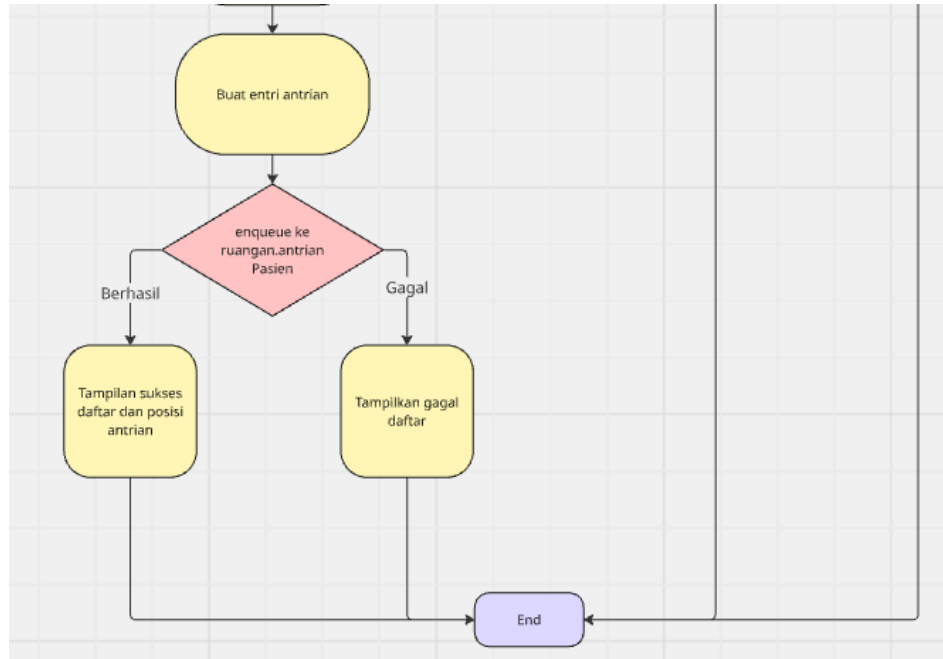 Buat entri antrian
enqueue ke
ruangan.antrian
Pasien
Berhasil
Gagal
Tampilan sukses
daftar dan posisi
antrian
Tampilkan gagal
daftar
End